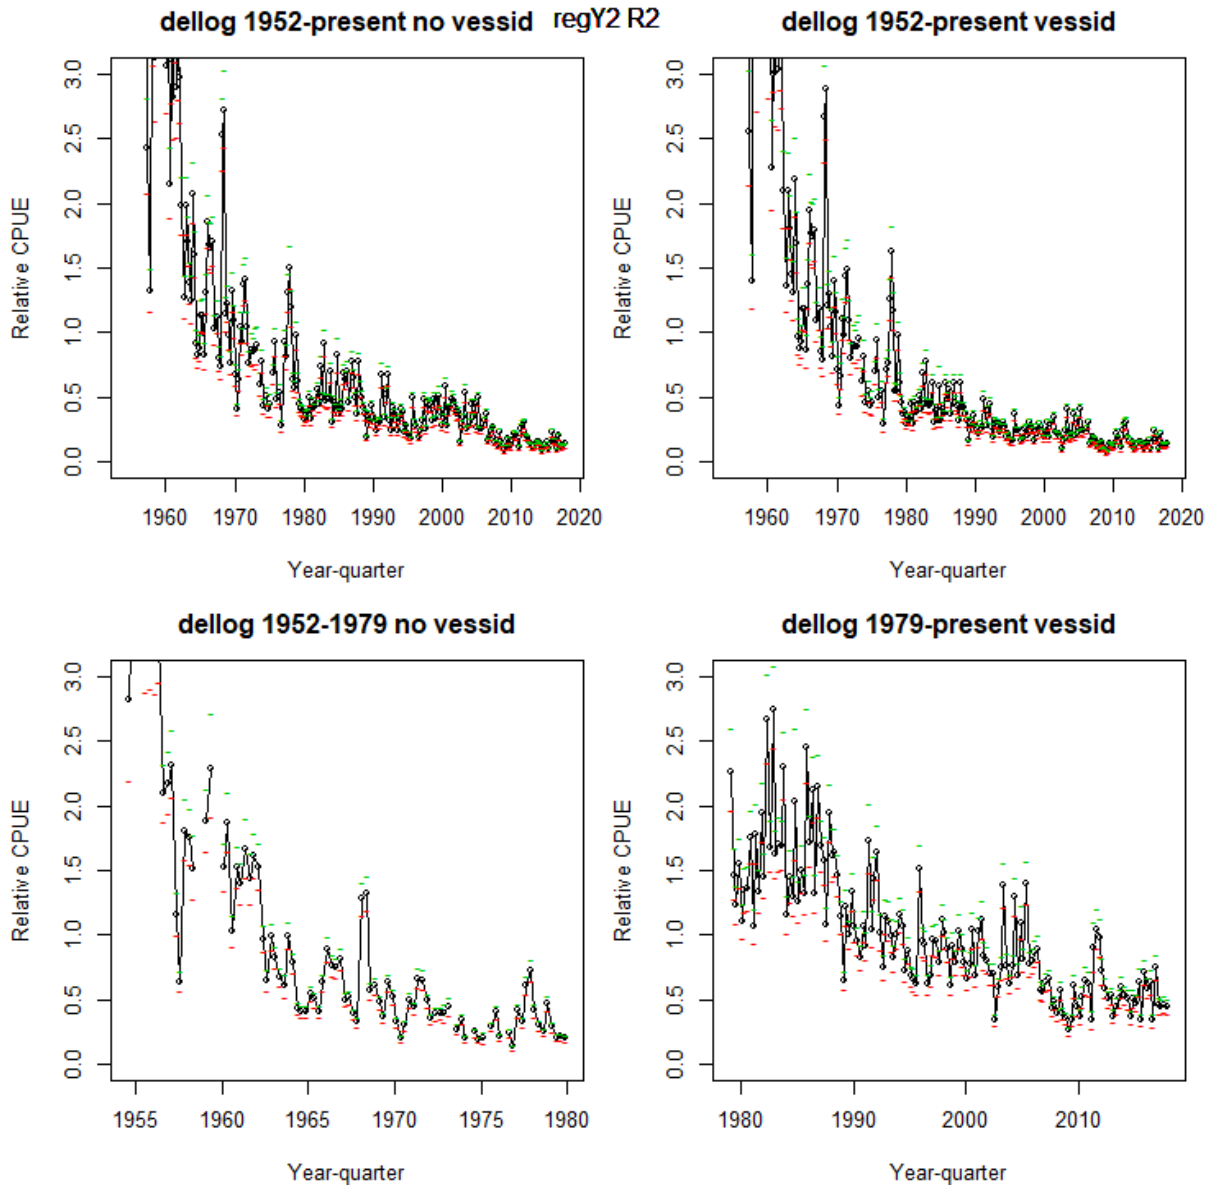 regY2 R2
dellog 1952-present no vessid
Relative CPUE
3.0
2.5
2.0
1.5
1.0
0.5
0.0
1960 1970 1980 1990 2000 2010 2020
Year-quarter
dellog 1952-present vessid
Relative CPUE
3.0
2.5
2.0
1.5
1.0
0.5
0.0
1960 1970 1980 1990 2000 2010 2020
Year-quarter
dellog 1952-1979 no vessid
Relative CPUE
3.0
2.5
2.0
1.5
1.0
0.5
0.0
1955 1960 1965 1970 1975 1980
Year-quarter
dellog 1979-present vessid
Relative CPUE
3.0
2.5
2.0
1.5
1.0
0.5
0.0
1980 1990 2000 2010
Year-quarter